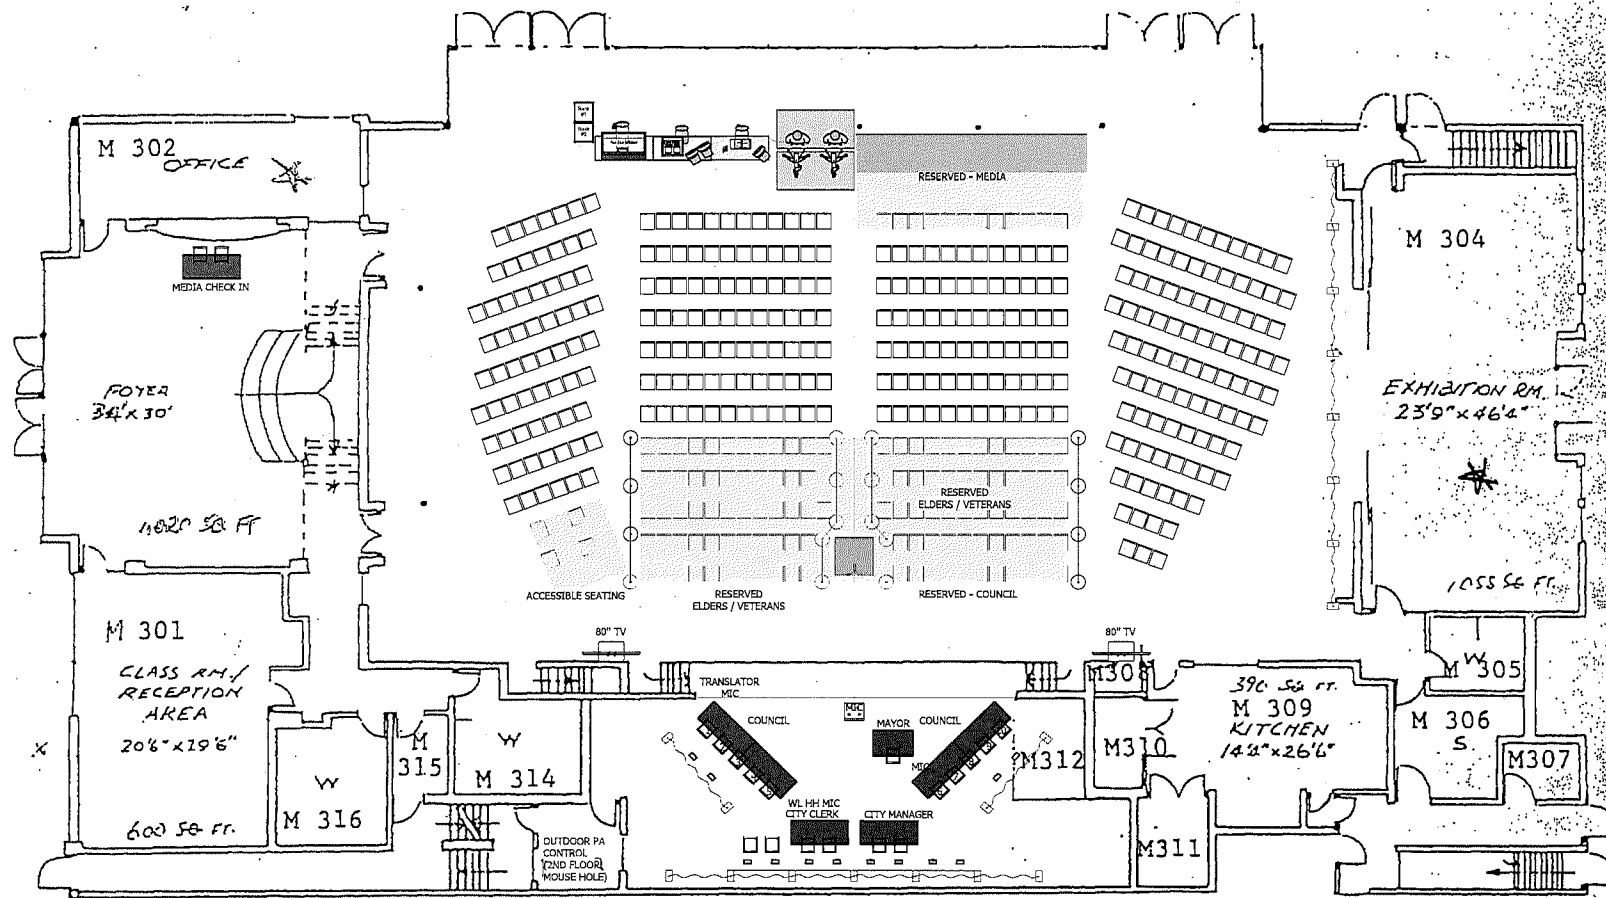 M 302
OFFICE
MEDIA CHECK IN
RESERVED - MEDIA
M 304
FOYER
34' x 30'
1020 SQ FT
EXHIBITION RM.
23'9" x 46'4"
1055 SQ FT.
RESERVED
ELDERS / VETERANS
ACCESSIBLE SEATING
RESERVED
ELDERS / VETERANS
RESERVED - COUNCIL
M 301
CLASS RM./
RECEPTION
AREA
20'6" x 29'6"
600 SQ FT.
80" TV
80" TV
TRANSLATOR
MIC
COUNCIL
MIC
MAYOR
COUNCIL
MIC
WL HH MIC
CITY CLERK
CITY MANAGER
OUTDOOR PA
CONTROL
(2ND FLOOR
MOUSE HOLE)
W
M 316
M
315
W
M 314
M308
390 SQ FT.
M 309
KITCHEN
14'2" x 26'6"
M310
M312
M311
W
M 305
M 306
S
M307